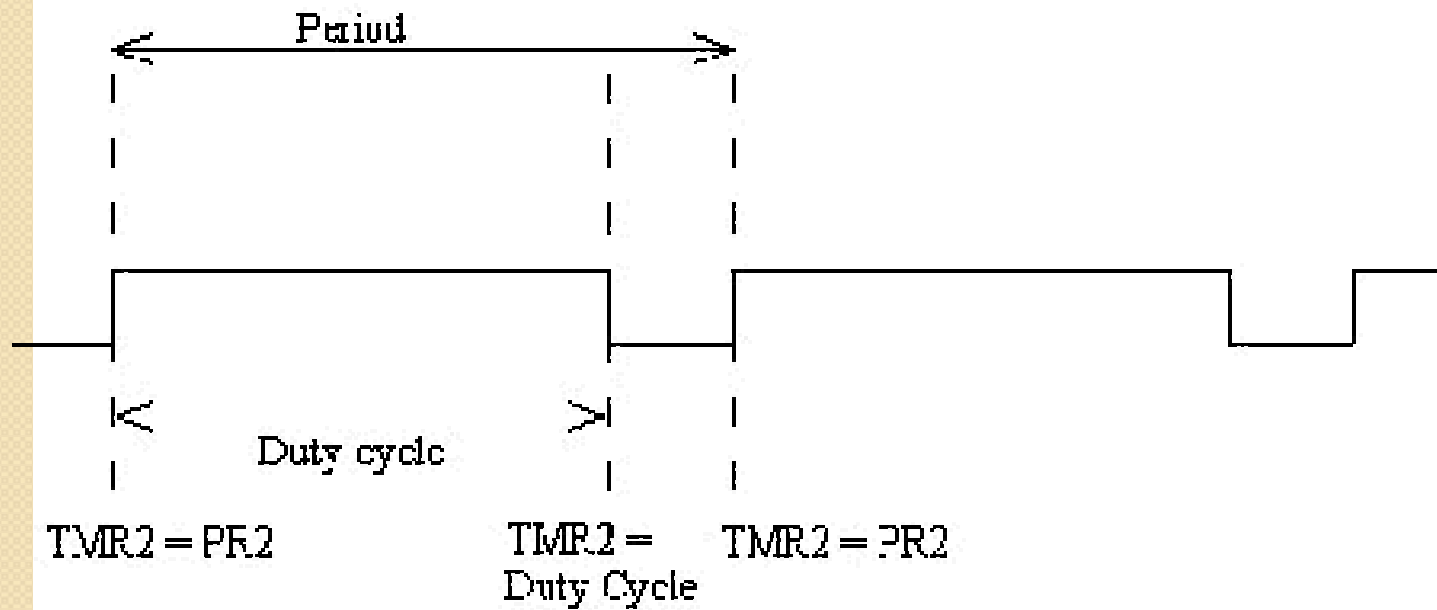 Period
Duty cycle
TMR2 = PR2
TMR2 =
Duty Cycle
TMR2 = PR2